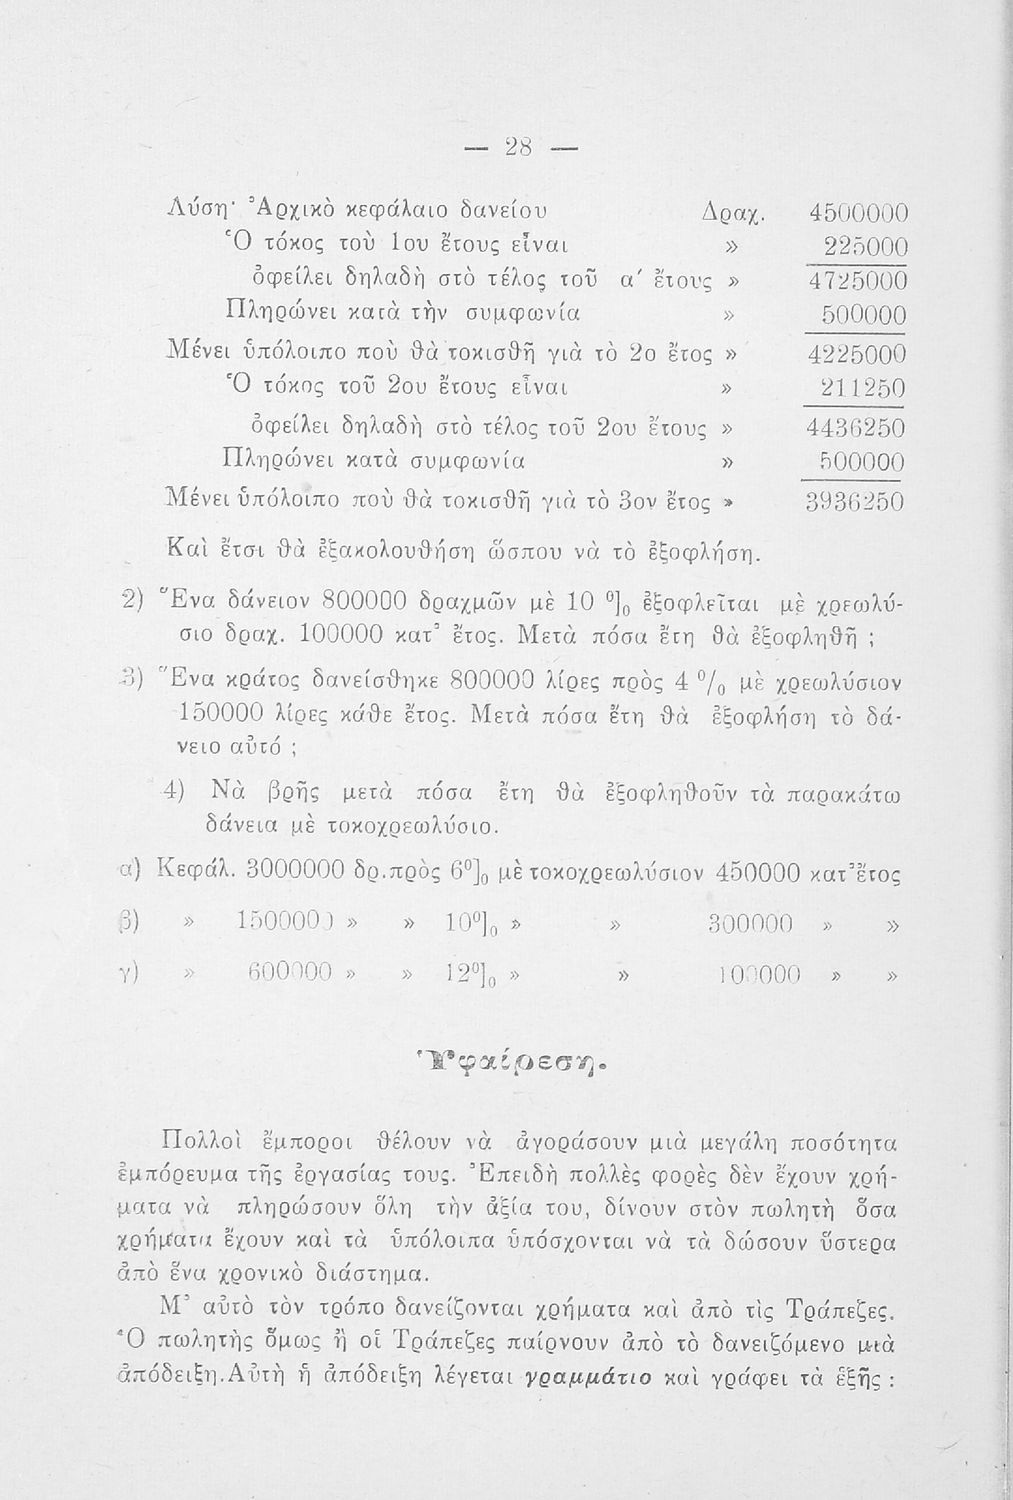 — 28 —
Λύση· Ἀρχικὸ κεφάλαιο δανείου Δραχ. 4500000
Ὁ τόκος τοὺ 1ου ἔτους εἶναι » 225000
ὀφείλει δηλαδὴ στὸ τέλος τοῦ α' ἔτους » 4725000
Πληρώνει κατὰ τὴν συμφωνία » 500000
Μένει ὑπόλοιπο ποὺ θὰ τοκισθῆ γιὰ τὸ 2ο ἔτος » 4225000
Ὁ τόκος τοῦ 2ου ἔτους εἶναι » 211250
ὀφείλει δηλαδὴ στὸ τέλος τοῦ 2ου ἔτους » 4436250
Πληρώνει κατὰ συμφωνία » 500000
Μένει ὑπόλοιπο ποὺ θὰ τοκισθῆ γιὰ τὸ 3ον ἔτος » 3936250
Καὶ ἔτσι θὰ ἐξακολουθήση ὥσπου νὰ τὸ ἐξοφλήση.
2) Ἕνα δάνειον 800000 δραχμῶν μὲ 10 º]₀ ἐξοφλεῖται μὲ χρεωλύ-
σιο δραχ. 100000 κατ' ἔτος. Μετὰ πόσα ἔτη θὰ ἐξοφληθῆ ;
3) Ἕνα κράτος δανείσθηκε 800000 λίρες πρὸς 4 º/₀ μὲ χρεωλύσιον
150000 λίρες κάθε ἔτος. Μετὰ πόσα ἔτη θὰ ἐξοφλήση τὸ δά-
νειο αὐτό ;
4) Νὰ βρῆς μετὰ πόσα ἔτη θὰ ἐξοφληθοῦν τὰ παρακάτω
δάνεια μὲ τοκοχρεωλύσιο.
α) Κεφάλ. 3000000 δρ.πρὸς 6º]₀ μὲ τοκοχρεωλύσιον 450000 κατ' ἔτος
β) » 1500000 » » 10º]₀ » » 300000 » »
γ) » 600000 » » 12º]₀ » » 100000 » »
Ὑφαίρεση.
Πολλοὶ ἔμποροι θέλουν νὰ ἀγοράσουν μιὰ μεγάλη ποσότητα
ἐμπόρευμα τῆς ἐργασίας τους. Ἐπειδὴ πολλὲς φορὲς δὲν ἔχουν χρή-
ματα νὰ πληρώσουν ὅλη τὴν ἀξία του, δίνουν στὸν πωλητὴ ὅσα
χρήματα ἔχουν καὶ τὰ ὑπόλοιπα ὑπόσχονται νὰ τὰ δώσουν ὕστερα
ἀπὸ ἕνα χρονικὸ διάστημα.
Μ' αὐτὸ τὸν τρόπο δανείζονται χρήματα καὶ ἀπὸ τὶς Τράπεζες.
Ὁ πωλητὴς ὅμως ἢ οἱ Τράπεζες παίρνουν ἀπὸ τὸ δανειζόμενο μιὰ
ἀπόδειξη. Αὐτὴ ἡ ἀπόδειξη λέγεται γραμμάτιο καὶ γράφει τὰ ἑξῆς :